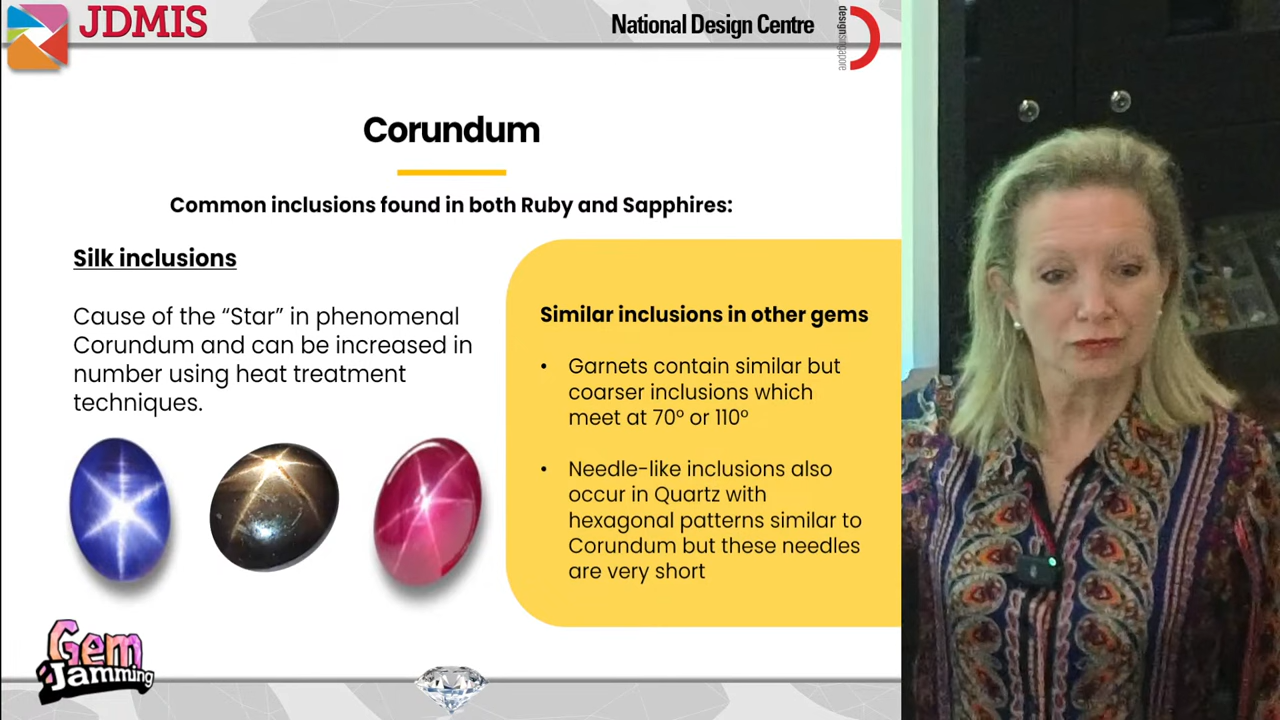 JDMIS
National Design Centre
designsingapore
Corundum
Common inclusions found in both Ruby and Sapphires:
Silk inclusions
Cause of the “Star” in phenomenal
Corundum and can be increased in
number using heat treatment
techniques.
Similar inclusions in other gems
• Garnets contain similar but
coarser inclusions which
meet at 70° or 110°
• Needle-like inclusions also
occur in Quartz with
hexagonal patterns similar to
Corundum but these needles
are very short
Gem
Jamming